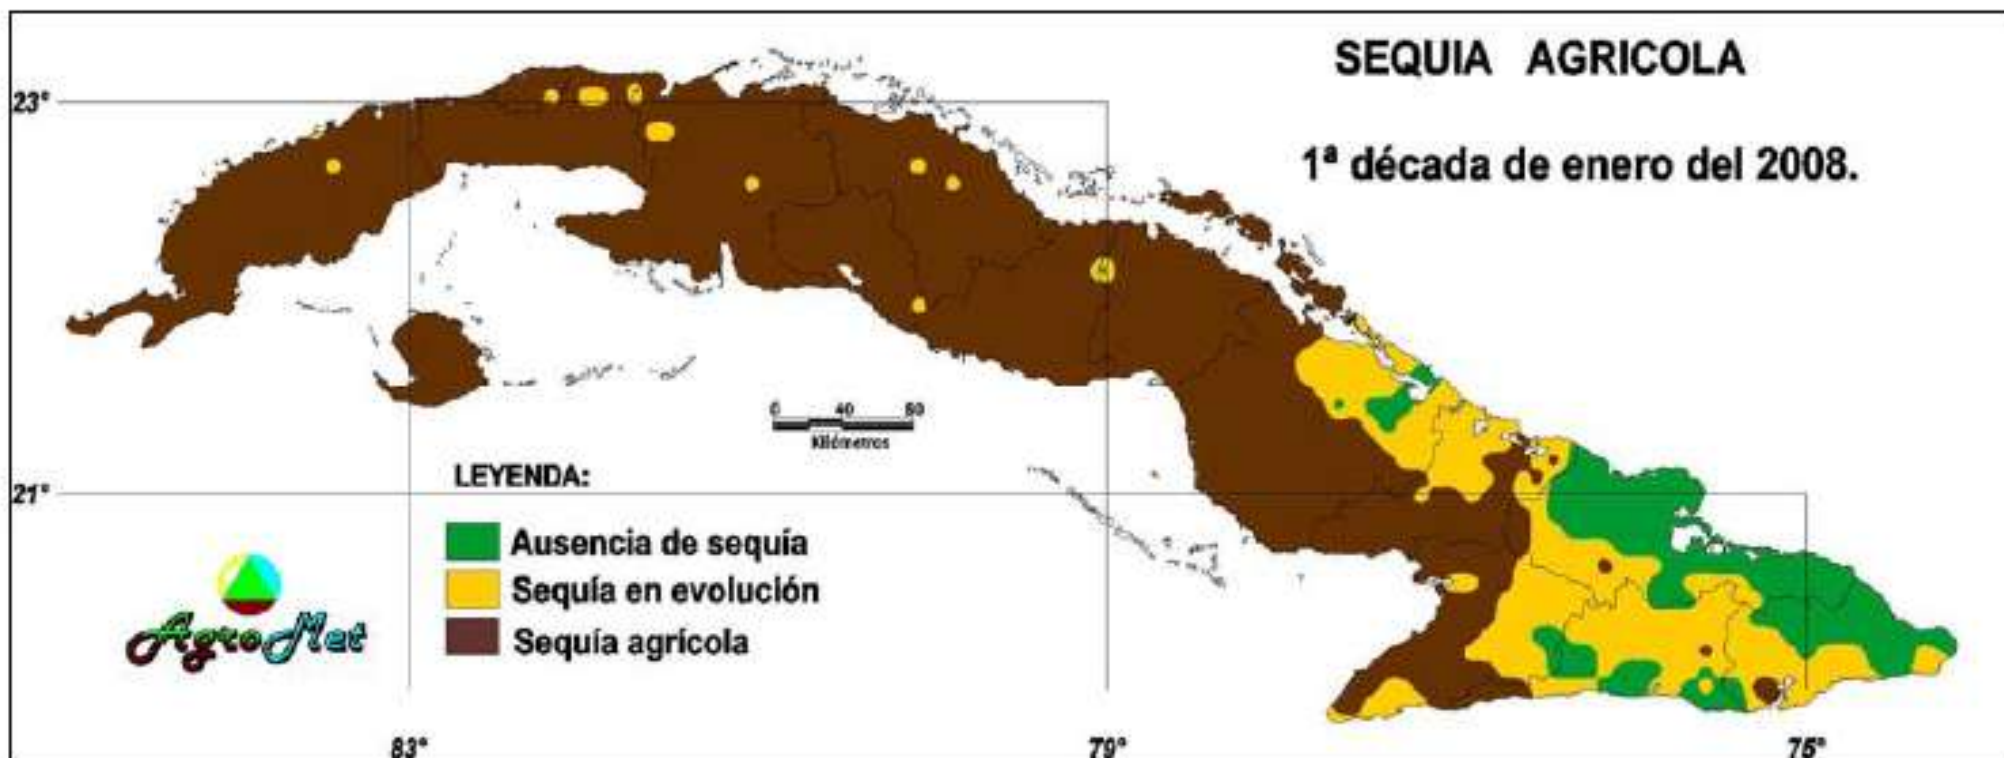 SEQUIA AGRICOLA
23°
1ª década de enero del 2008.
0 40 80
Kilómetros
LEYENDA:
21°
Ausencia de sequía
Sequía en evolución
Sequía agrícola
AgroMet
83°
79°
75°